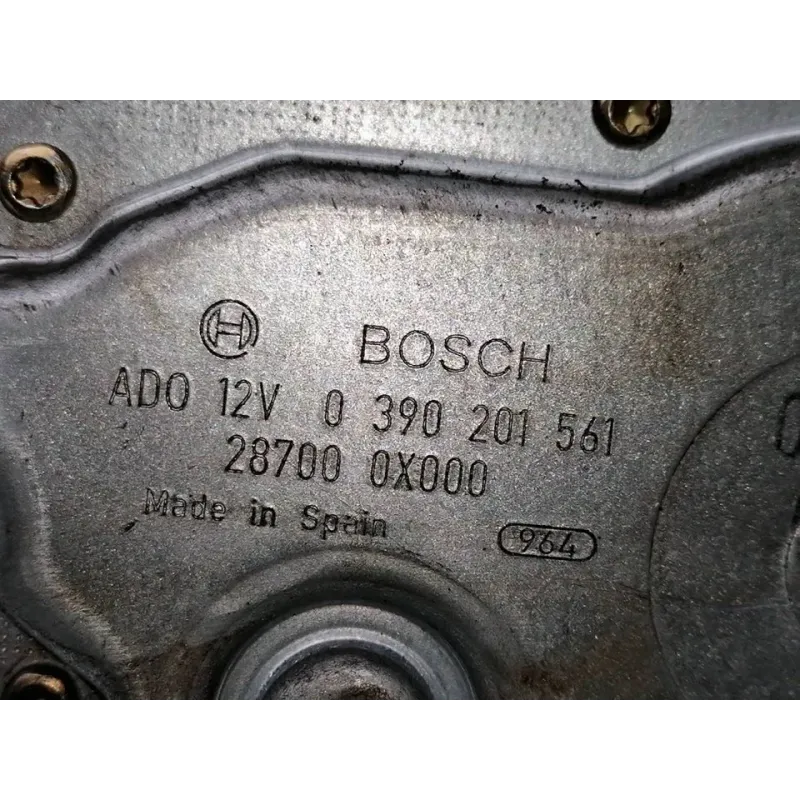 BOSCH
ADO 12V 0 390 201 561
28700 0X000
Made in Spain
964